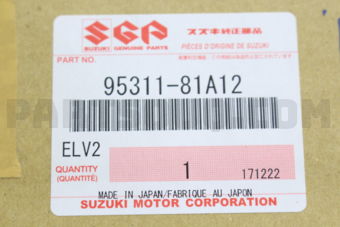 SGP
スズキ純正部品
SUZUKI GENUINE PARTS
PIÈCES D'ORIGINE DE SUZUKI
PART NO.
95311-81A12
ELV2
QUANTITY
(QUANTITÉ)
1
171222
MADE IN JAPAN/FABRIQUE AU JAPON
SUZUKI MOTOR CORPORATION